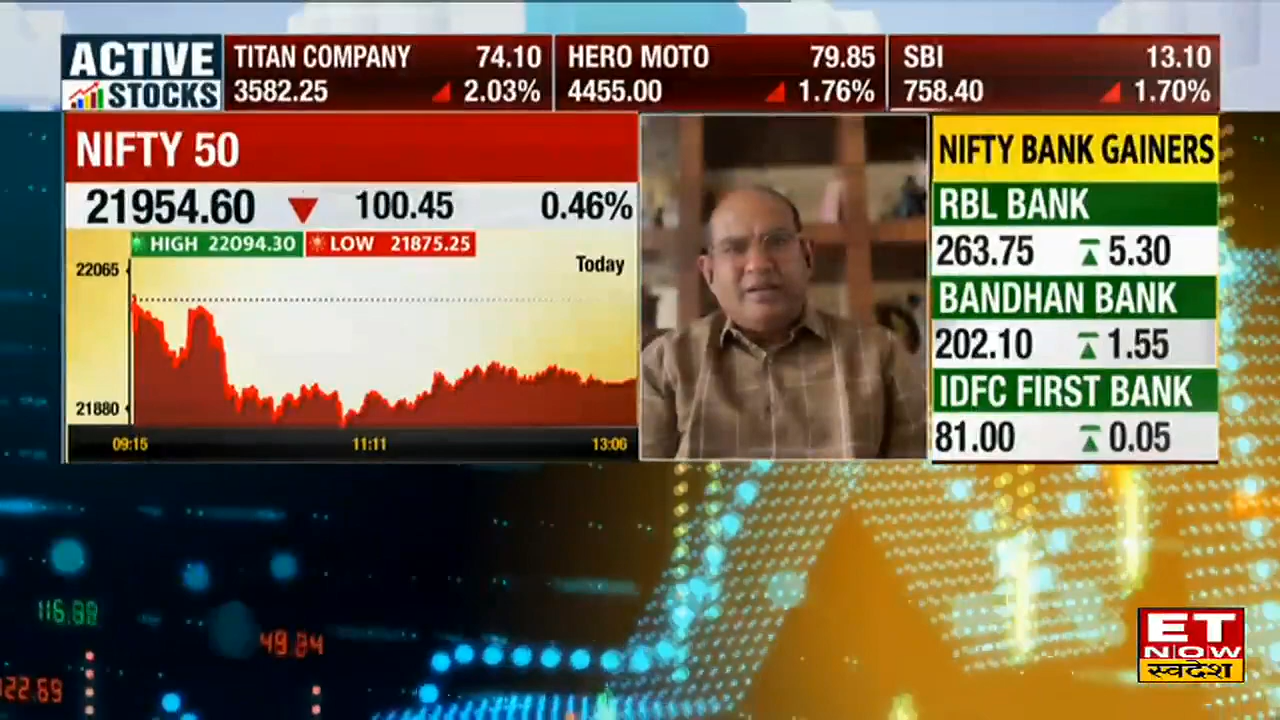 ACTIVE STOCKS
TITAN COMPANY 74.10
3582.25 2.03%
HERO MOTO 79.85
4455.00 1.76%
SBI 13.10
758.40 1.70%
NIFTY 50
21954.60 100.45 0.46%
HIGH 22094.30 LOW 21875.25
Today
22065
21880
09:15 11:11 13:06
NIFTY BANK GAINERS
RBL BANK
263.75 5.30
BANDHAN BANK
202.10 1.55
IDFC FIRST BANK
81.00 0.05
ET
NOW
स्वदेश